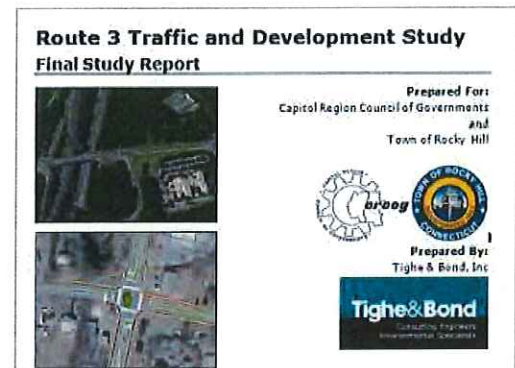 Route 3 Traffic and Development Study
Final Study Report
Prepared For:
Capitol Region Council of Governments
and
Town of Rocky Hill
CAPITOL REGION
crcog
TOWN OF ROCKY HILL
CONNECTICUT
Prepared By:
Tighe & Bond, Inc
Tighe&Bond
Consulting Engineers
Environmental Specialists